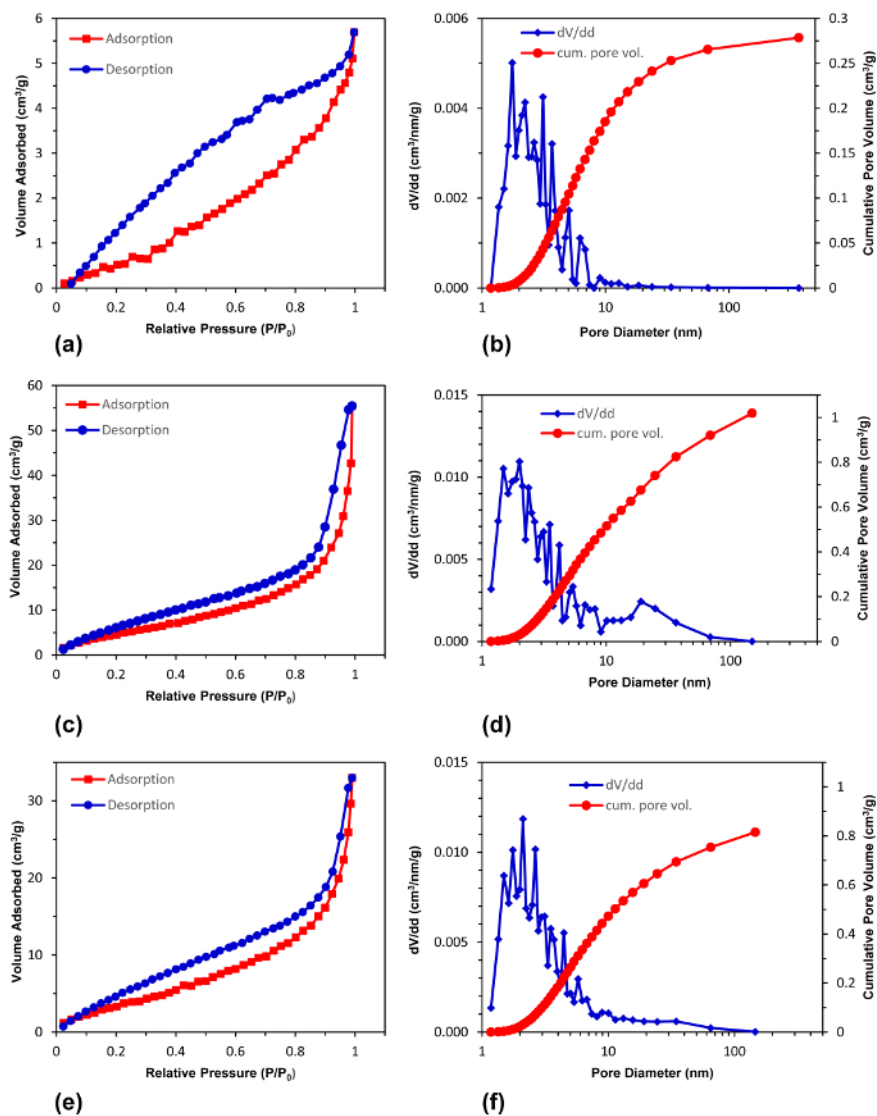 6
5
4
3
2
1
0
Volume Adsorbed (cm³/g)
Adsorption
Desorption
0 0.2 0.4 0.6 0.8 1
Relative Pressure (P/P₀)
(a)
0.006
0.004
0.002
0.000
dV/dd (cm³/nm/g)
dV/dd
cum. pore vol.
0.3
0.25
0.2
0.15
0.1
0.05
0
Cumulative Pore Volume (cm³/g)
1 10 100
Pore Diameter (nm)
(b)
60
50
40
30
20
10
0
Volume Adsorbed (cm³/g)
Adsorption
Desorption
0 0.2 0.4 0.6 0.8 1
Relative Pressure (P/P₀)
(c)
0.015
0.010
0.005
0.000
dV/dd (cm³/nm/g)
dV/dd
cum. pore vol.
1
0.8
0.6
0.4
0.2
0
Cumulative Pore Volume (cm³/g)
1 10 100
Pore Diameter (nm)
(d)
30
20
10
0
Volume Adsorbed (cm³/g)
Adsorption
Desorption
0 0.2 0.4 0.6 0.8 1
Relative Pressure (P/P₀)
(e)
0.015
0.010
0.005
0.000
dV/dd (cm³/nm/g)
dV/dd
cum. pore vol.
1
0.8
0.6
0.4
0.2
0
Cumulative Pore Volume (cm³/g)
1 10 100
Pore Diameter (nm)
(f)